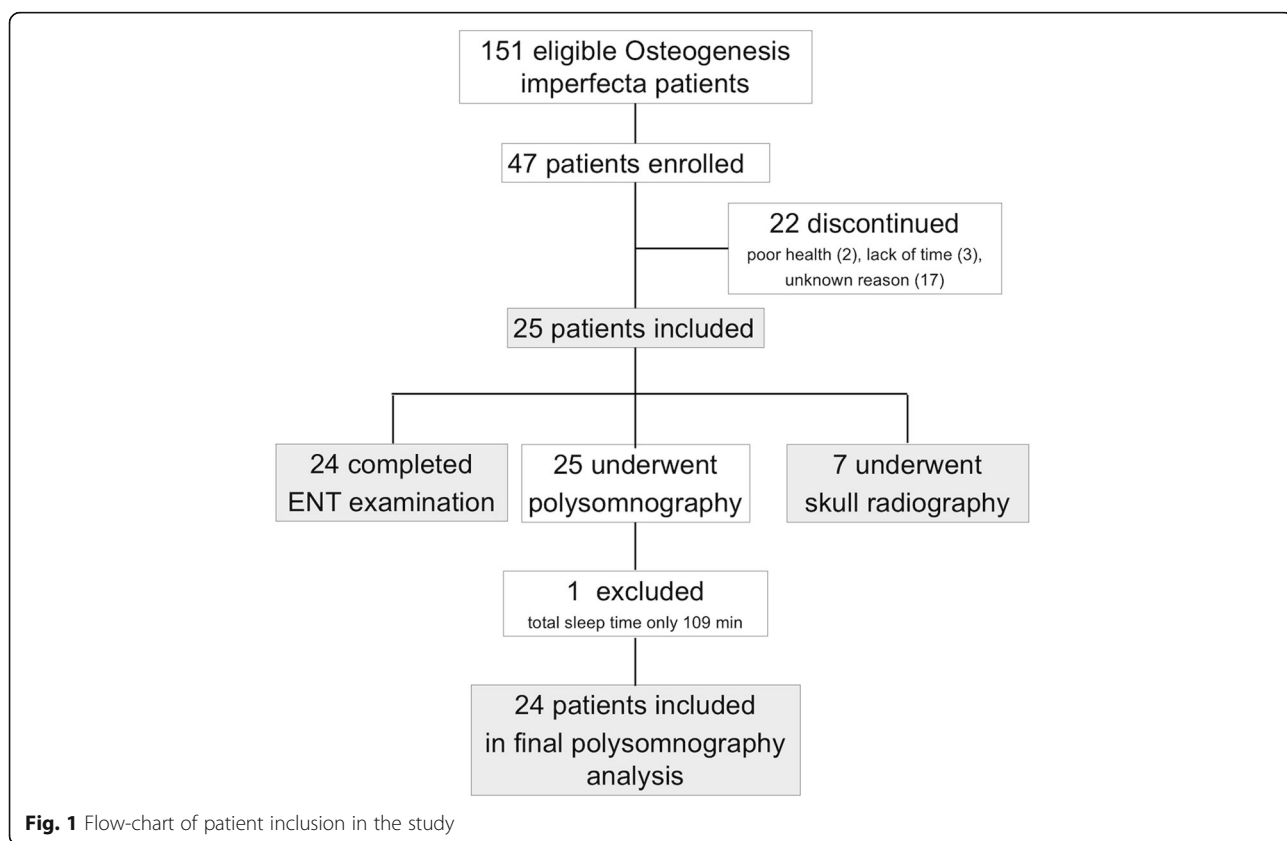 151 eligible Osteogenesis
imperfecta patients
47 patients enrolled
22 discontinued
poor health (2), lack of time (3),
unknown reason (17)
25 patients included
24 completed
ENT examination
25 underwent
polysomnography
7 underwent
skull radiography
1 excluded
total sleep time only 109 min
24 patients included
in final polysomnography
analysis
Fig. 1 Flow-chart of patient inclusion in the study